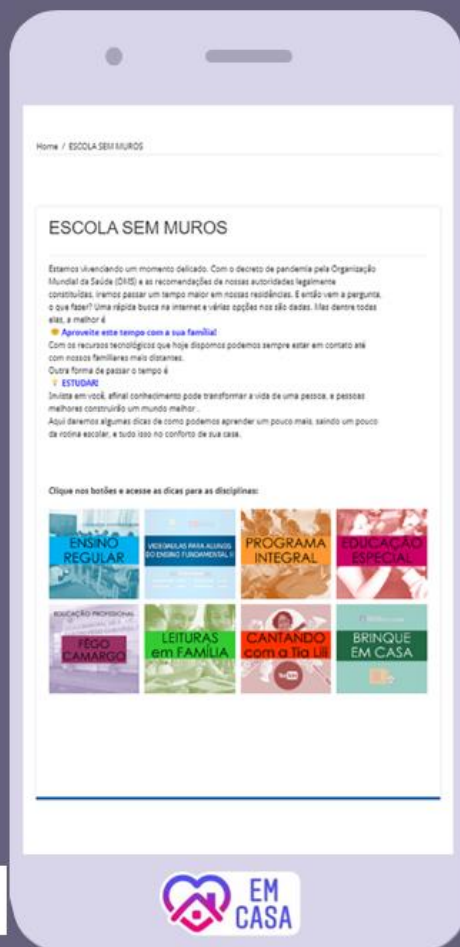 Home / ESCOLA SEM MUROS
ESCOLA SEM MUROS
Estamos vivenciando um momento delicado. Com o decreto de pandemia pela Organização
Mundial da Saúde (OMS) e as recomendações de nossas autoridades legalmente
constituídas, iremos passar um tempo maior em nossas residências. E então vem a pergunta,
o que fazer? Uma rápida busca na internet e várias opções nos são dadas. Mas dentre todas
elas, a melhor é
Aproveite este tempo com a sua família!
Com os recursos tecnológicos que hoje dispomos podemos sempre estar em contato até
com nossos familiares mais distantes.
Outra forma de passar o tempo é
ESTUDAR!
Invista em você, afinal conhecimento pode transformar a vida de uma pessoa, e pessoas
melhores construirão um mundo melhor .
Aqui daremos algumas dicas de como podemos aprender um pouco mais, saindo um pouco
da rotina escolar, e tudo isso no conforto de sua casa.
Clique nos botões e acesse as dicas para as disciplinas:
ENSINO
REGULAR
VIDEOAULAS PARA ALUNOS
DO ENSINO FUNDAMENTAL II
PROGRAMA
INTEGRAL
EDUCAÇÃO
ESPECIAL
EDUCAÇÃO PROFISSIONAL
FÊGO
CAMARGO
LEITURAS
em FAMÍLIA
CANTANDO
com a Tia Lili
BRINQUE
EM CASA
EM
CASA